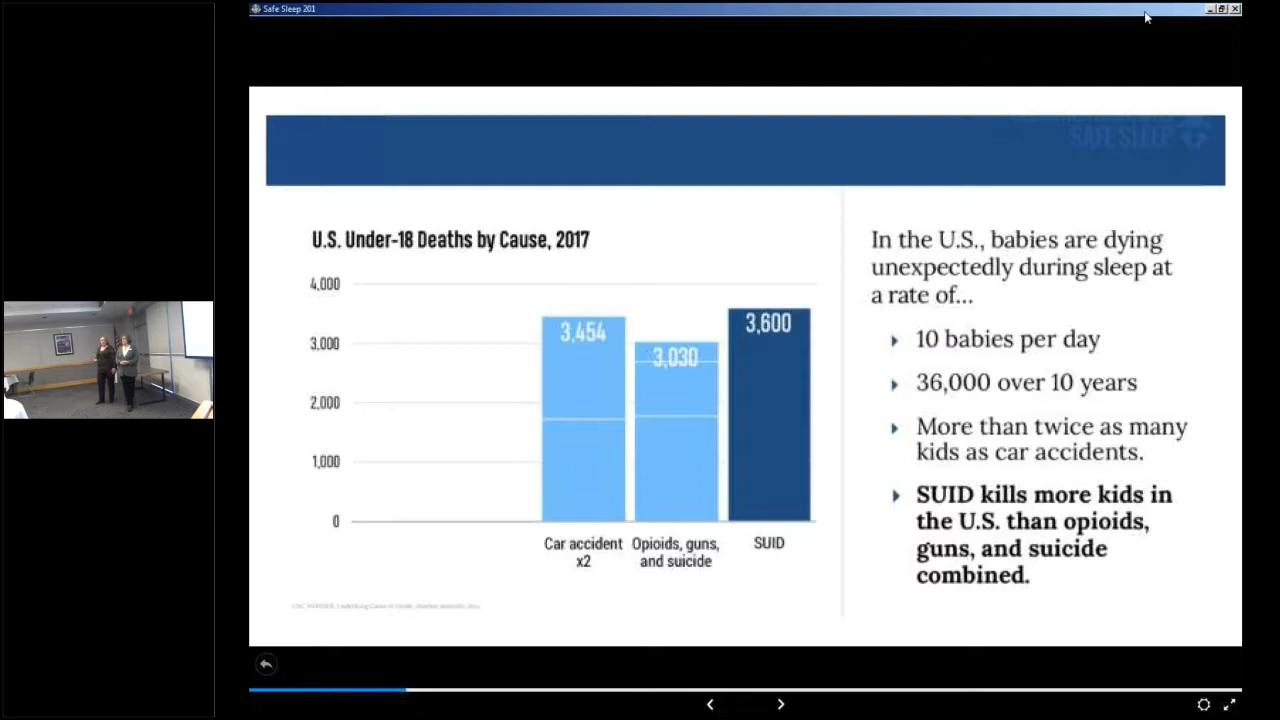 Safe Sleep 201
SAFE SLEEP
U.S. Under-18 Deaths by Cause, 2017
4,000
3,000
2,000
1,000
0
3,454
3,030
3,600
Car accident
x2
Opioids, guns,
and suicide
SUID
In the U.S., babies are dying
unexpectedly during sleep at
a rate of...
10 babies per day
36,000 over 10 years
More than twice as many
kids as car accidents.
SUID kills more kids in
the U.S. than opioids,
guns, and suicide
combined.